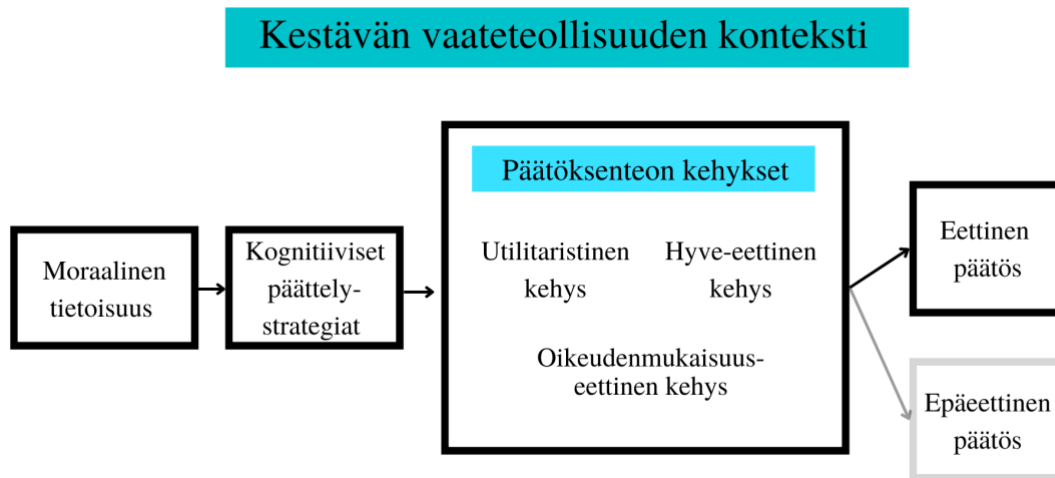 Kestävän vaateteollisuuden konteksti
Moraalinen
tietoisuus
Kognitiiviset
päättely-
strategiat
Päätöksenteon kehykset
Utilitaristinen
kehys
Hyve-eettinen
kehys
Oikeudenmukaisuus-
eettinen kehys
Eettinen
päätös
Epäeettinen
päätös